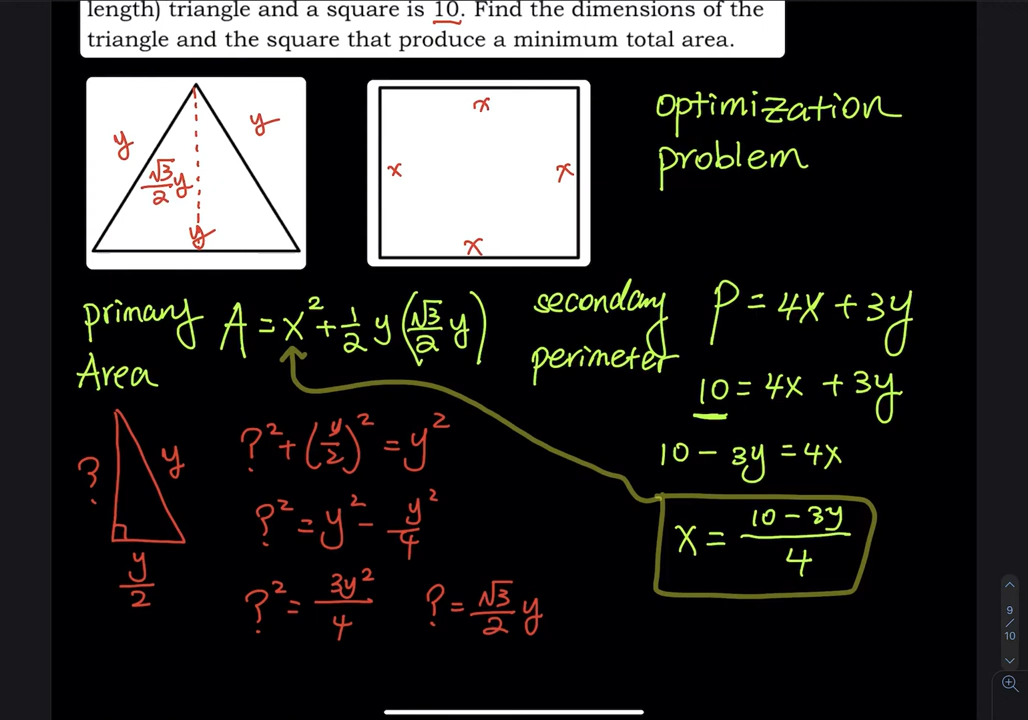 length) triangle and a square is 10. Find the dimensions of the
triangle and the square that produce a minimum total area.
y
y
√3/2 y
y
x
x
x
x
optimization
problem
primary
Area
A = x² + 1/2 y (√3/2 y)
secondary
perimeter
P = 4x + 3y
10 = 4x + 3y
10 - 3y = 4x
x = (10 - 3y)/4
?
y
y/2
?² + (y/2)² = y²
?² = y² - y²/4
?² = 3y²/4
? = √3/2 y
9
/
10